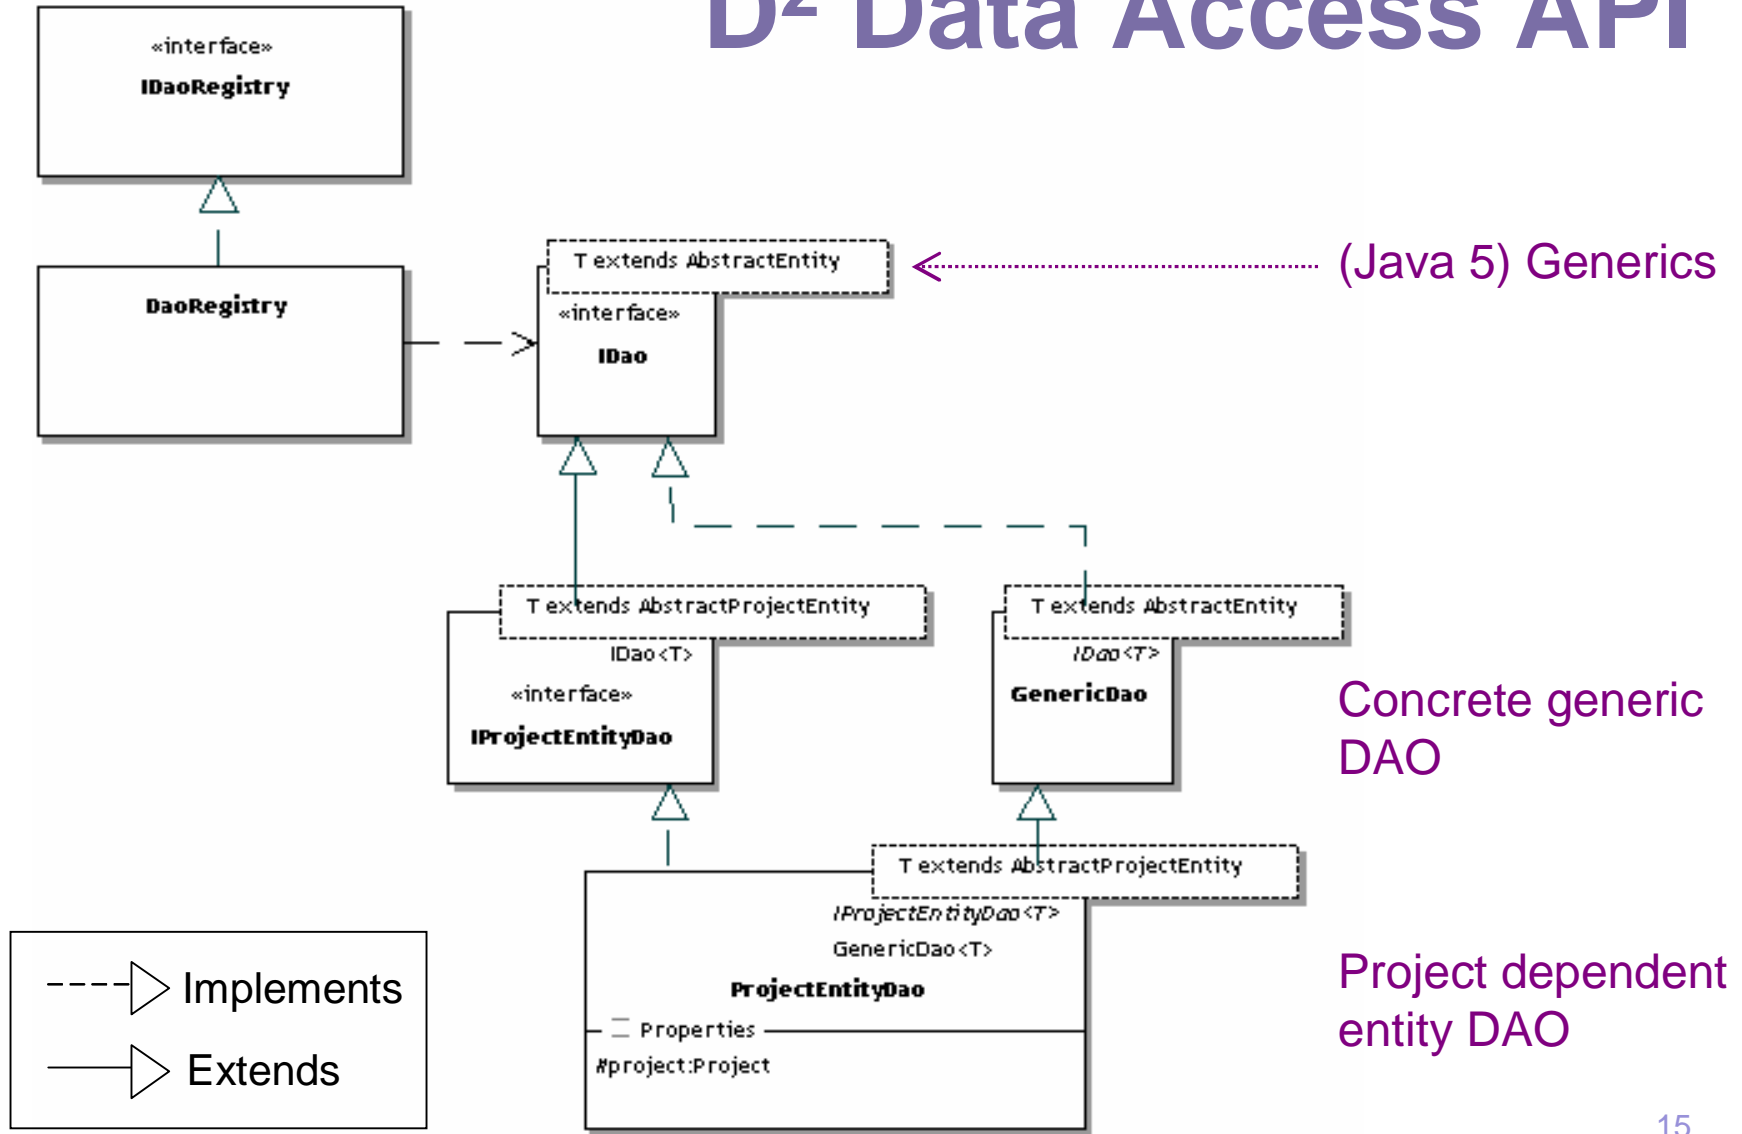 D² Data Access API
«interface»
IDaoRegistry
DaoRegistry
T extends AbstractEntity
«interface»
IDao
(Java 5) Generics
T extends AbstractProjectEntity
IDao<T>
«interface»
IProjectEntityDao
T extends AbstractEntity
IDao<T>
GenericDao
Concrete generic
DAO
T extends AbstractProjectEntity
IProjectEntityDao<T>
GenericDao<T>
ProjectEntityDao
Properties
#project:Project
Project dependent
entity DAO
Implements
Extends
15